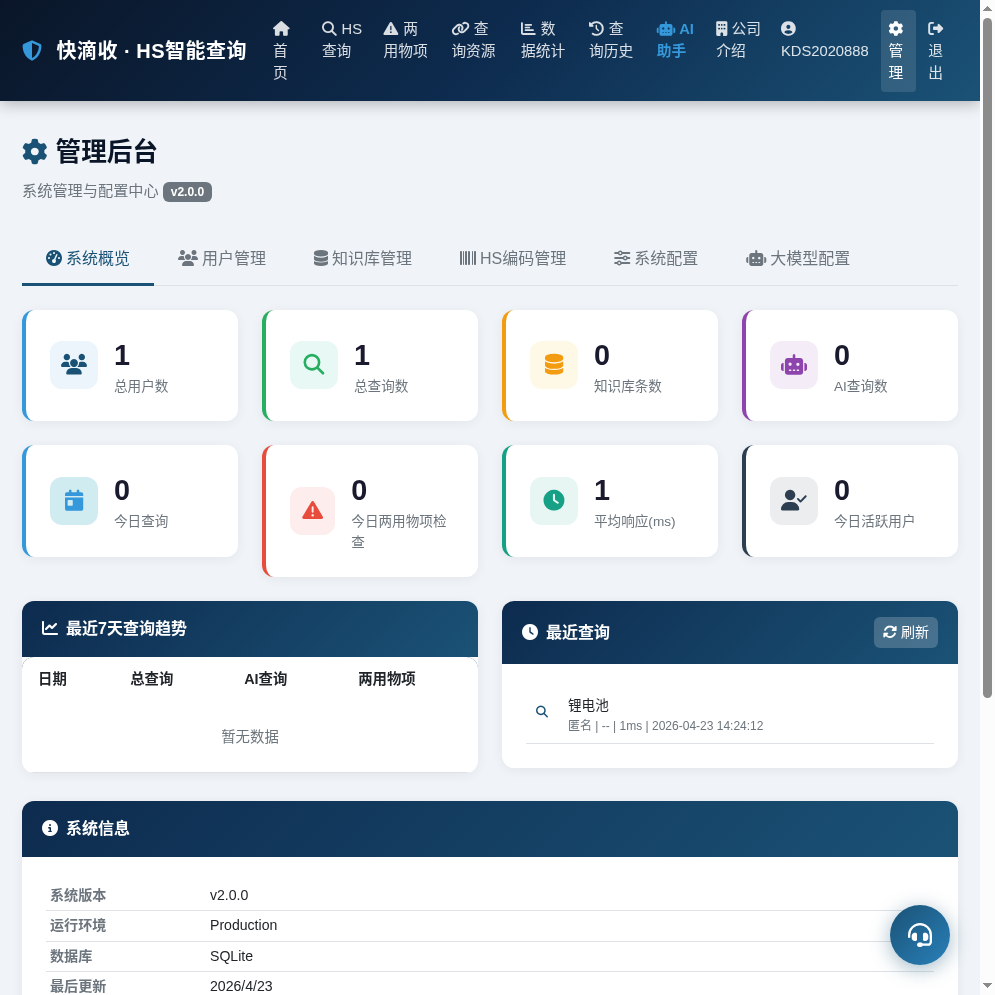 快滴收 · HS智能查询
首页
HS查询
两用物项
查询资源
数据统计
查询历史
AI助手
公司介绍
KDS2020888
管理
退出
管理后台
系统管理与配置中心 v2.0.0
系统概览
用户管理
知识库管理
HS编码管理
系统配置
大模型配置
1
总用户数
1
总查询数
0
知识库条数
0
AI查询数
0
今日查询
0
今日两用物项检
查
1
平均响应(ms)
0
今日活跃用户
最近7天查询趋势
日期 总查询 AI查询 两用物项
暂无数据
最近查询
刷新
锂电池
匿名 | -- | 1ms | 2026-04-23 14:24:12
系统信息
系统版本 v2.0.0
运行环境 Production
数据库 SQLite
最后更新 2026/4/23